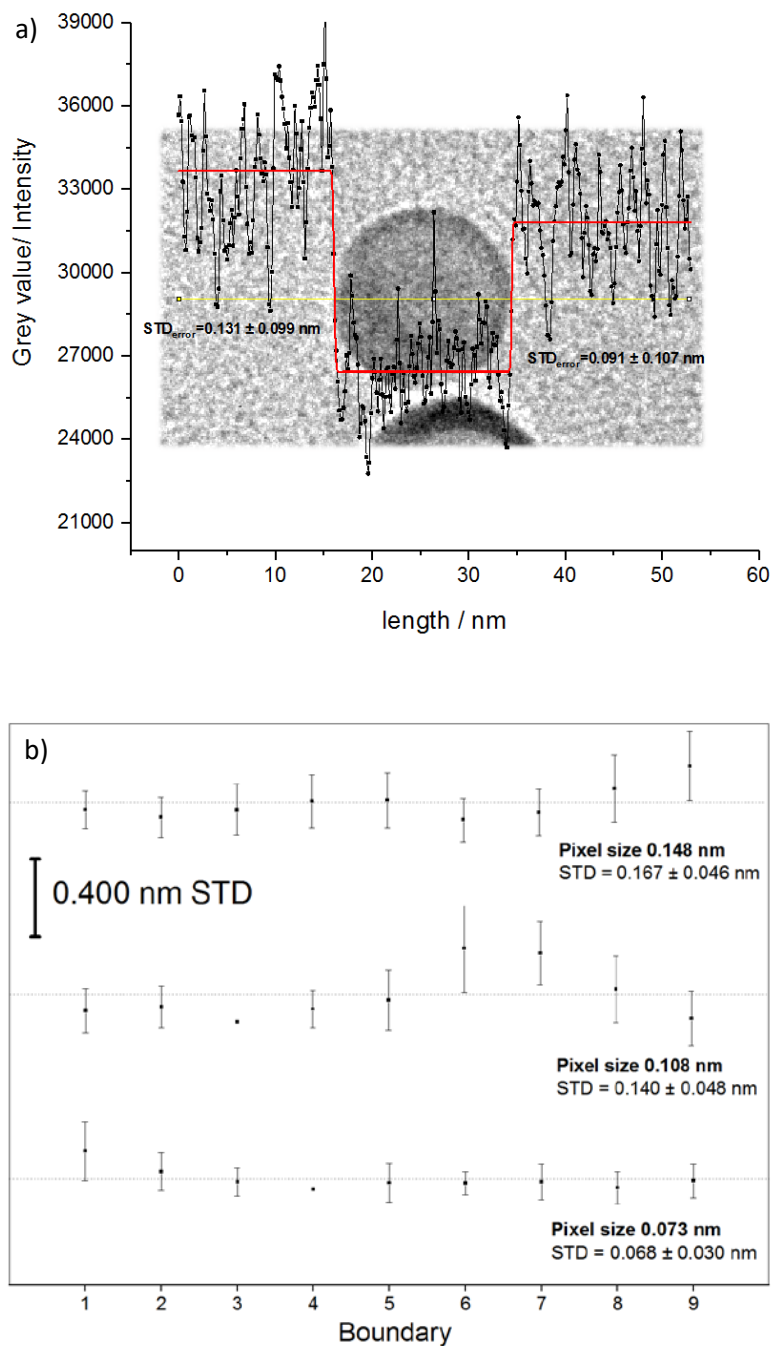 a)
39000
36000
33000
30000
27000
24000
21000
Grey value/ Intensity
STDerror=0.131 ± 0.099 nm
STDerror=0.091 ± 0.107 nm
0 10 20 30 40 50 60
length / nm
b)
Pixel size 0.148 nm
STD = 0.167 ± 0.046 nm
0.400 nm STD
Pixel size 0.108 nm
STD = 0.140 ± 0.048 nm
Pixel size 0.073 nm
STD = 0.068 ± 0.030 nm
1 2 3 4 5 6 7 8 9
Boundary